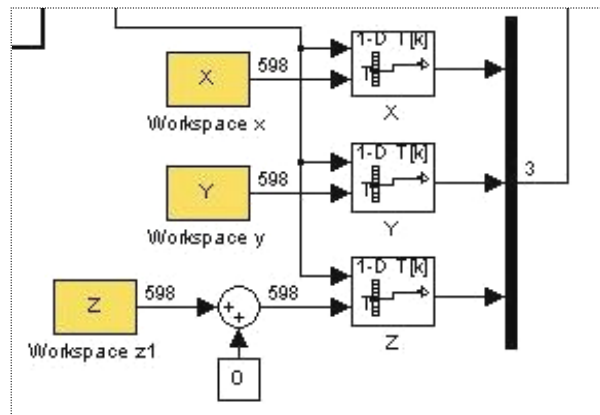 1-D T[k]
X
598
T
Workspace x
X
1-D T[k]
Y
598
T
3
Workspace y
Y
1-D T[k]
Z
598
+
+
598
T
Workspace z1
Z
0